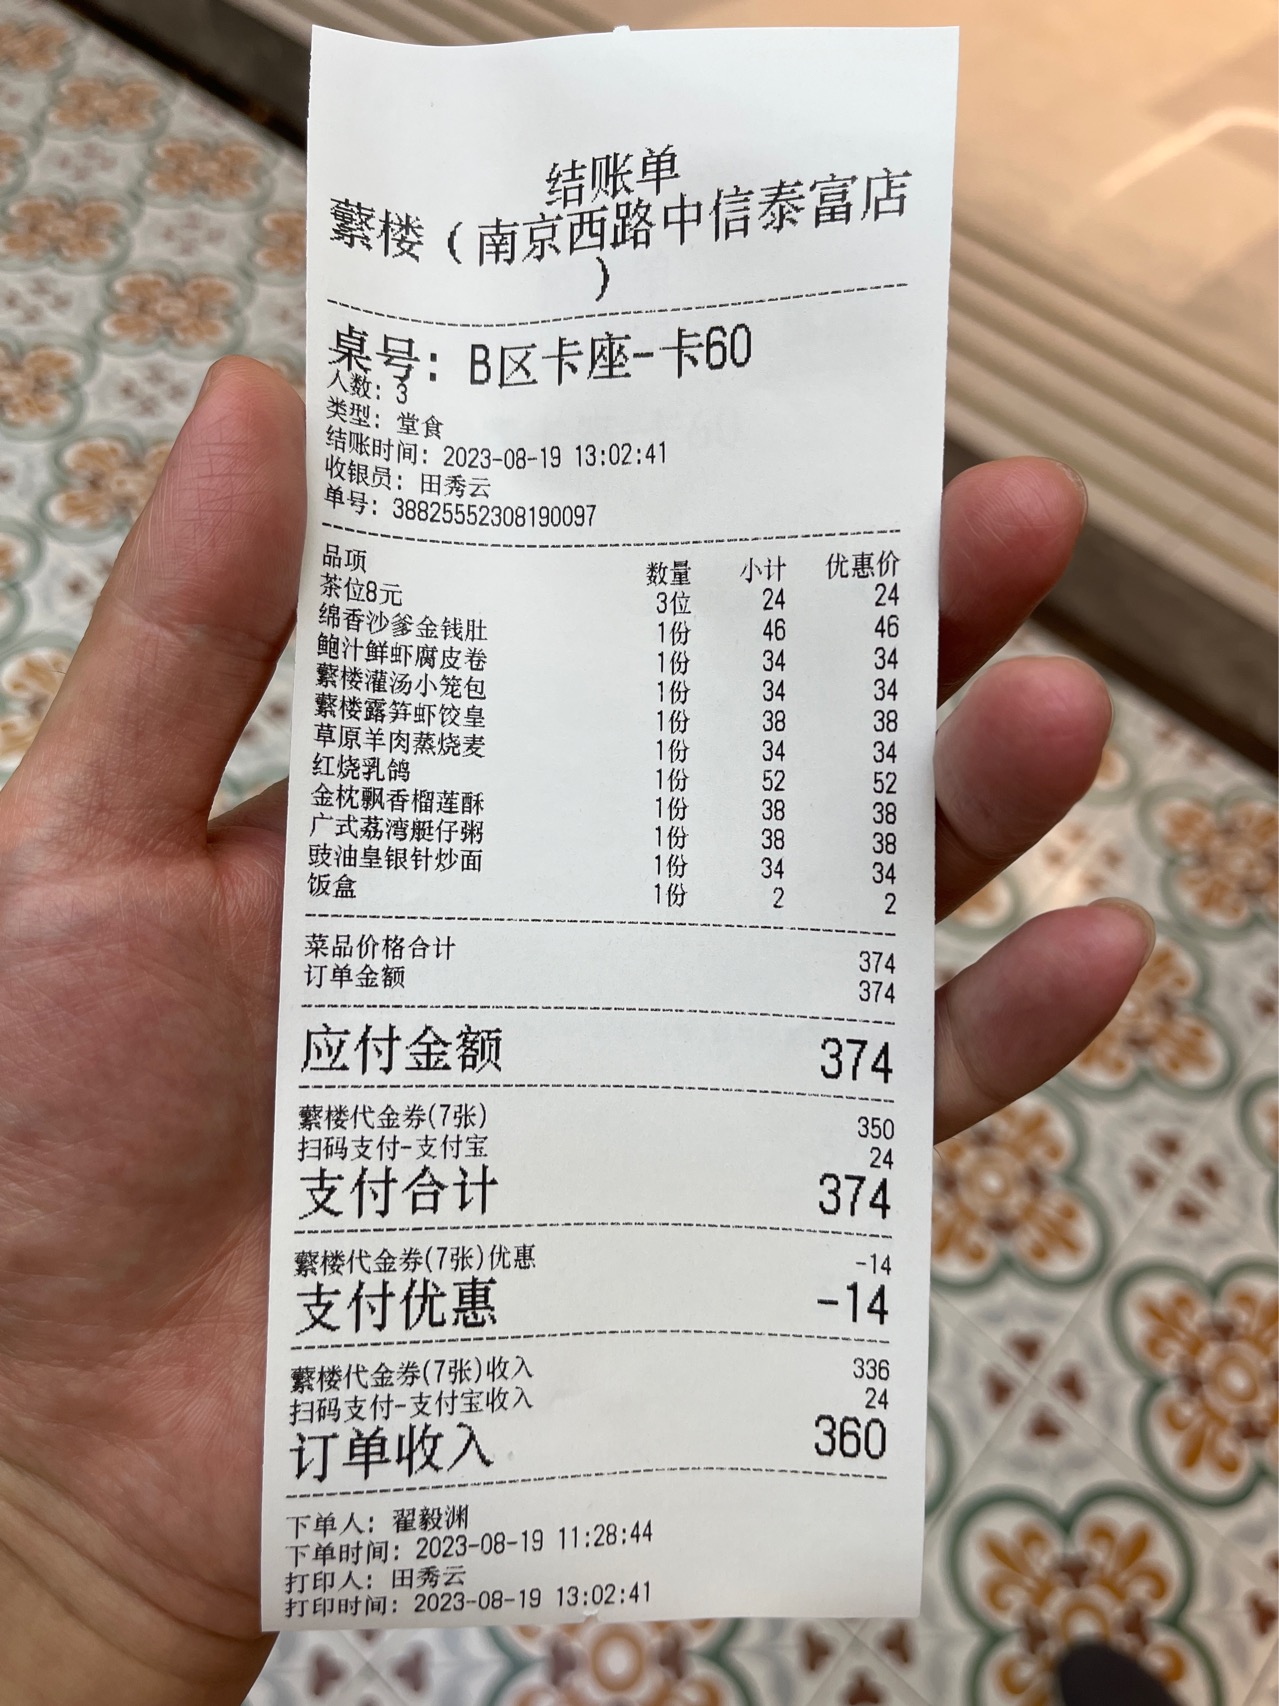 结账单
蘩楼（南京西路中信泰富店
）
桌号：B区卡座-卡60
人数：3
类型：堂食
结账时间：2023-08-19 13:02:41
收银员：田秀云
单号：38825552308190097
品项 数量 小计 优惠价
茶位8元 3位 24 24
绵香沙爹金钱肚 1份 46 46
鲍汁鲜虾腐皮卷 1份 34 34
蘩楼灌汤小笼包 1份 34 34
蘩楼露笋虾饺皇 1份 38 38
草原羊肉蒸烧麦 1份 34 34
红烧乳鸽 1份 52 52
金枕飘香榴莲酥 1份 38 38
广式荔湾艇仔粥 1份 38 38
豉油皇银针炒面 1份 34 34
饭盒 1份 2 2
菜品价格合计 374
订单金额 374
应付金额 374
蘩楼代金券(7张) 350
扫码支付-支付宝 24
支付合计 374
蘩楼代金券(7张)优惠 -14
支付优惠 -14
蘩楼代金券(7张)收入 336
扫码支付-支付宝收入 24
订单收入 360
下单人：翟毅渊
下单时间：2023-08-19 11:28:44
打印人：田秀云
打印时间：2023-08-19 13:02:41